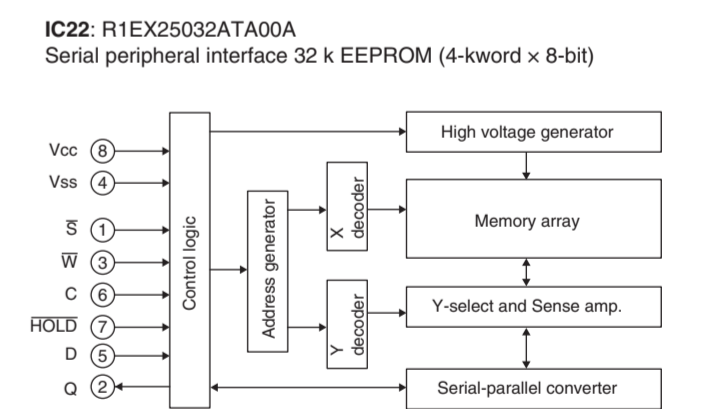 IC22: R1EX25032ATA00A
Serial peripheral interface 32 k EEPROM (4-kword × 8-bit)
High voltage generator
Vcc 8
Vss 4
X decoder
Memory array
S̅ 1
W̅ 3
Control logic
Address generator
C 6
Y-select and Sense amp.
H̅O̅L̅D̅ 7
Y decoder
D 5
Q 2
Serial-parallel converter